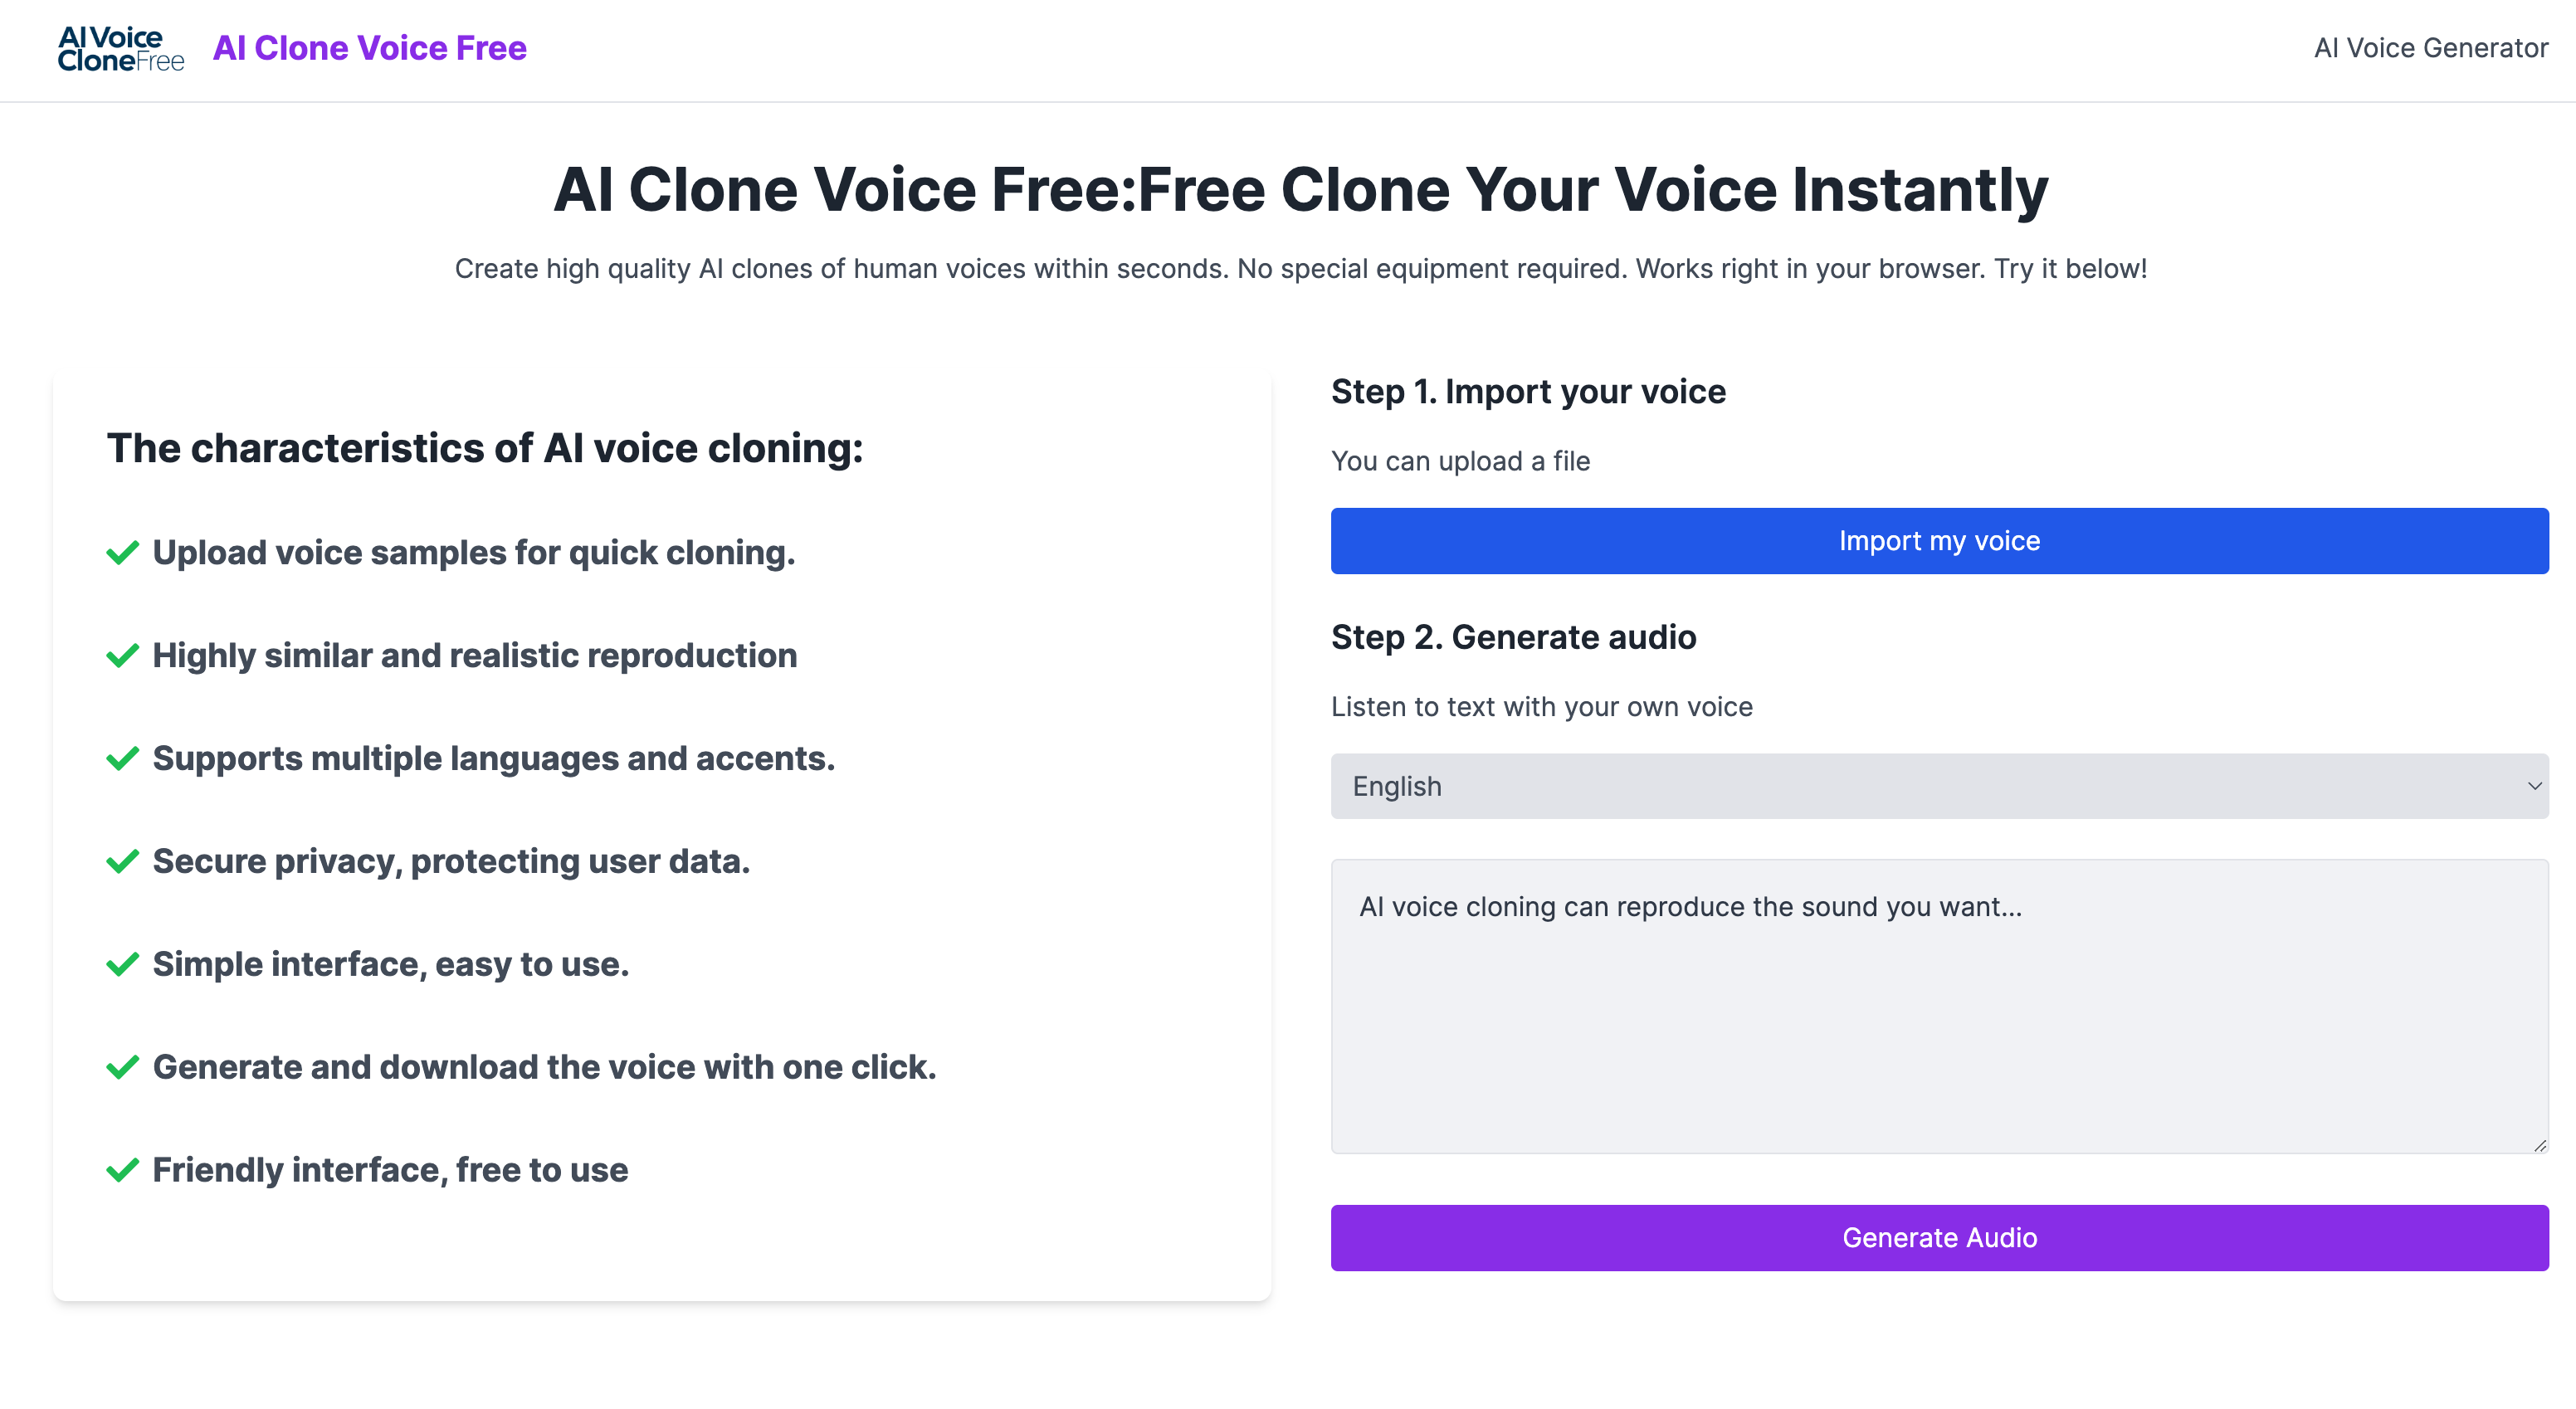 AI Voice
CloneFree
AI Clone Voice Free
AI Voice Generator
AI Clone Voice Free:Free Clone Your Voice Instantly
Create high quality AI clones of human voices within seconds. No special equipment required. Works right in your browser. Try it below!
The characteristics of AI voice cloning:
Upload voice samples for quick cloning.
Highly similar and realistic reproduction
Supports multiple languages and accents.
Secure privacy, protecting user data.
Simple interface, easy to use.
Generate and download the voice with one click.
Friendly interface, free to use
Step 1. Import your voice
You can upload a file
Import my voice
Step 2. Generate audio
Listen to text with your own voice
English
AI voice cloning can reproduce the sound you want...
Generate Audio